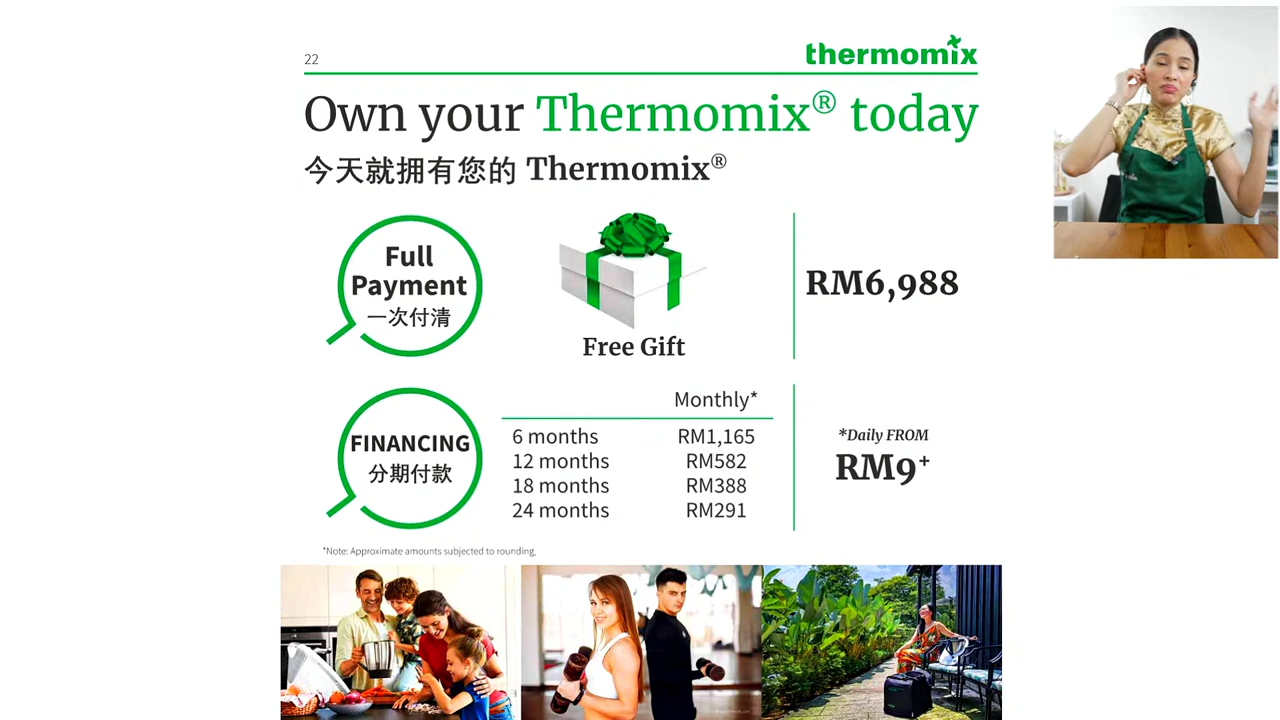 22
thermomix
Own your Thermomix® today
今天就拥有您的 Thermomix®
Full
Payment
一次付清
Free Gift
RM6,988
FINANCING
分期付款
Monthly*
6 months RM1,165
12 months RM582
18 months RM388
24 months RM291
*Daily FROM
RM9+
*Note: Approximate amounts subjected to rounding.